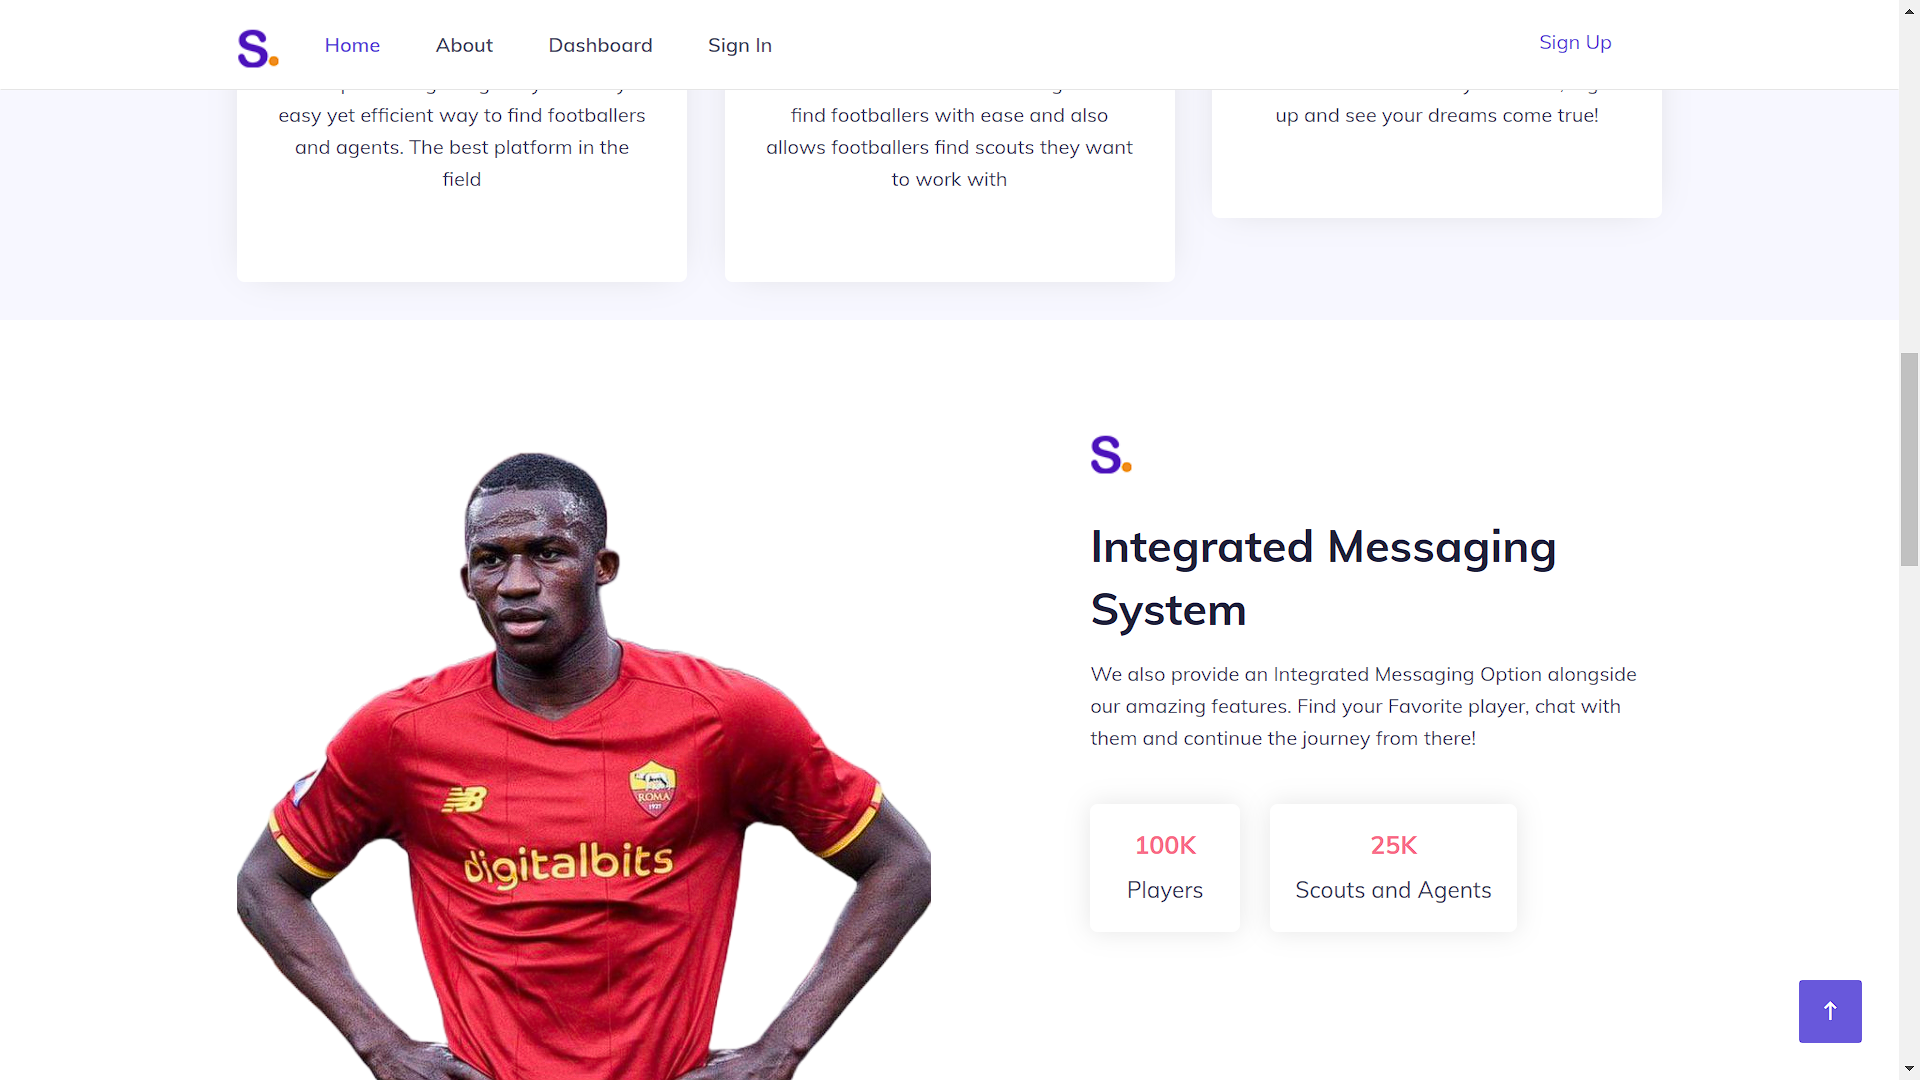 S.
Home
About
Dashboard
Sign In
Sign Up
easy yet efficient way to find footballers
and agents. The best platform in the
field
find footballers with ease and also
allows footballers find scouts they want
to work with
up and see your dreams come true!
S.
Integrated Messaging
System
We also provide an Integrated Messaging Option alongside
our amazing features. Find your Favorite player, chat with
them and continue the journey from there!
100K
Players
25K
Scouts and Agents
NB
ROMA
1927
digitalbits